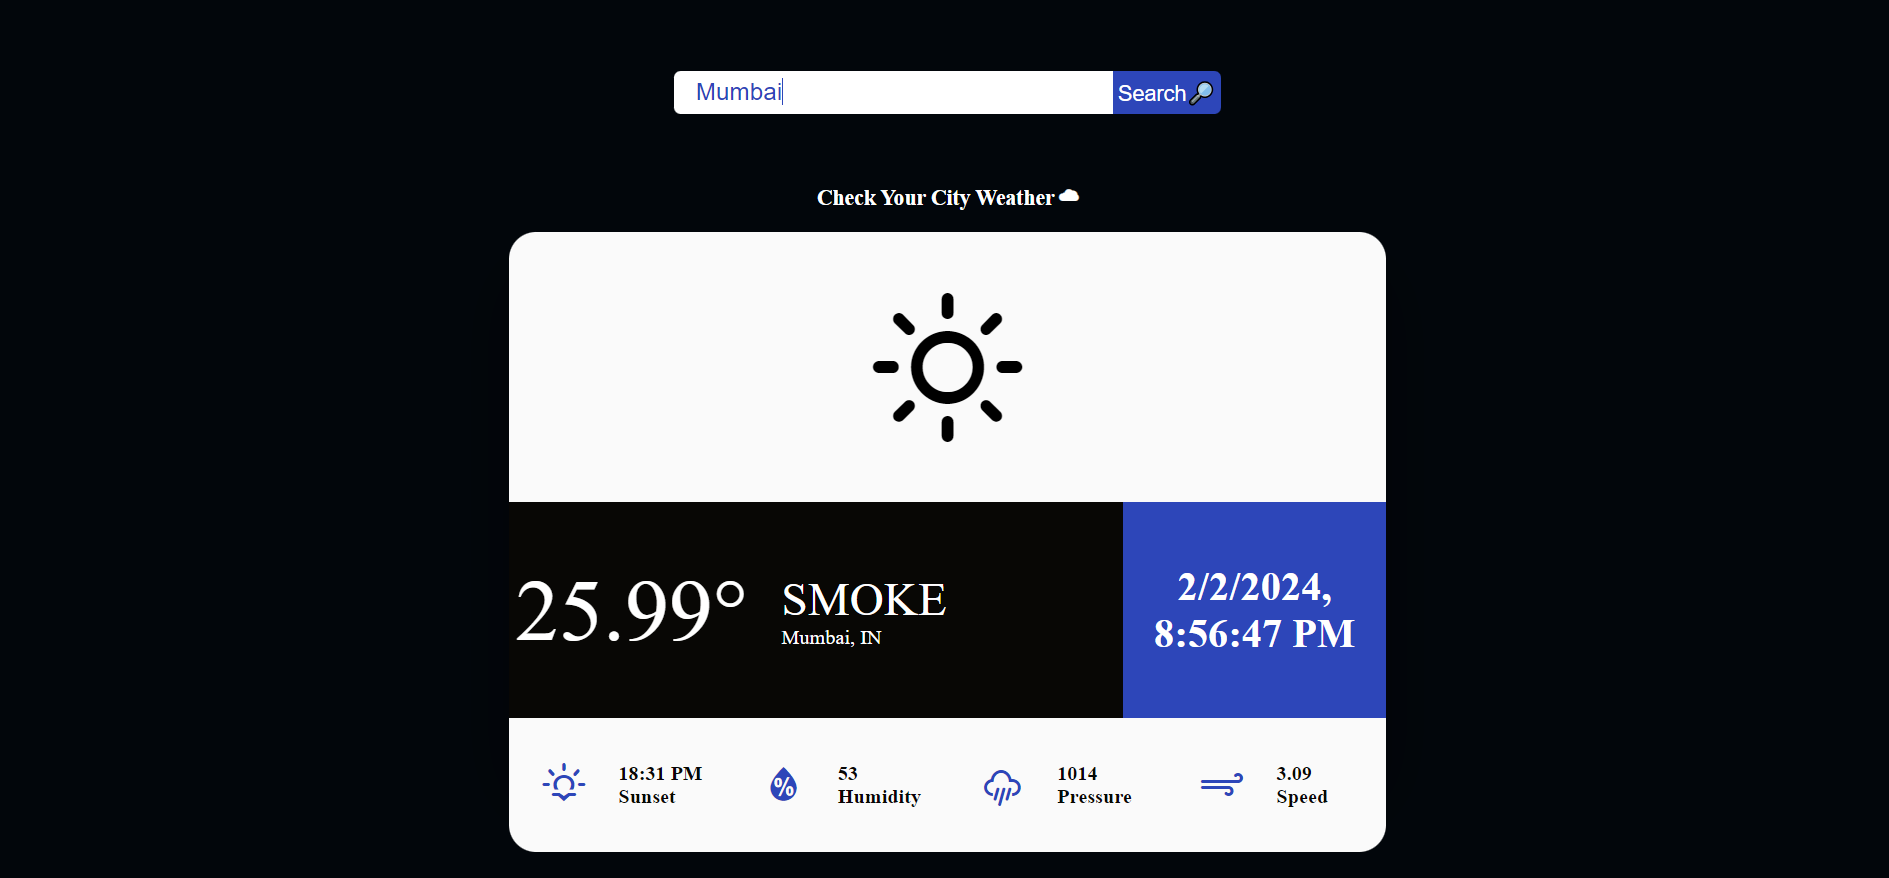 Mumbai
Search
Check Your City Weather
25.99°
SMOKE
Mumbai, IN
2/2/2024,
8:56:47 PM
18:31 PM
Sunset
%
53
Humidity
1014
Pressure
3.09
Speed